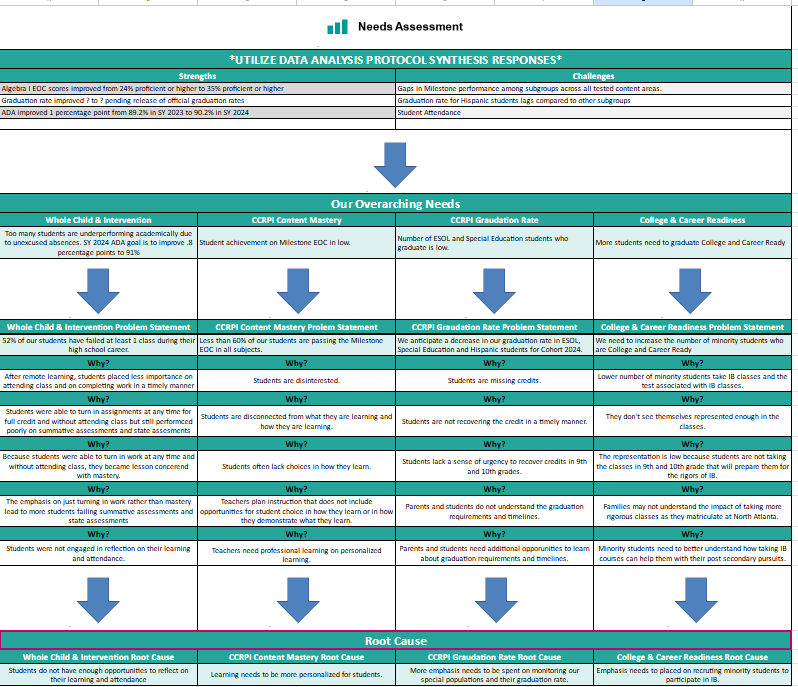 Needs Assessment
*UTILIZE DATA ANALYSIS PROTOCOL SYNTHESIS RESPONSES*
Strengths
Challenges
Algebra I EOC scores improved from 24% proficient or higher to 35% proficient or higher
Gaps in Milestone performance among subgroups across all tested content areas.
Graduation rate improved ? to ? pending release of official graduation rates
Graduation rate for Hispanic students lags compared to other subgroups
ADA improved 1 percentage point from 89.2% in SY 2023 to 90.2% in SY 2024
Student Attendance
Our Overarching Needs
Whole Child & Intervention
CCRPI Content Mastery
CCRPI Graudation Rate
College & Career Readiness
Too many students are underperforming academically due
to unexcused absences. SY 2024 ADA goal is to improve .8
percentage points to 91%
Student achievement on Milestone EOC in low.
Number of ESOL and Special Education students who
graduate is low.
More students need to graduate College and Career Ready
Whole Child & Intervention Problem Statement
CCRPI Content Mastery Prolem Statement
CCRPI Graudation Rate Problem Statement
College & Career Readiness Problem Statement
52% of our students have failed at least 1 class during their
high school career.
Less than 60% of our students are passing the Milestone
EOC in all subjects.
We anticipate a decrease in our graduation rate in ESOL,
Special Education and Hispanic students for Cohort 2024.
We need to increase the number of minority students who
are College and Career Ready
Why?
Why?
Why?
Why?
After remote learning, students placed less importance on
attending class and on completing work in a timely manner
Students are disinterested.
Students are missing credits.
Lower number of minority students take IB classes and the
test associated with IB classes.
Why?
Why?
Why?
Why?
Students were able to turn in assignments at any time for
full credit and without attending class but still performced
poorly on summative assessments and state assesments
Students are disconnected from what they are learning and
how they are learning.
Students are not recovering the credit in a timely manner.
They don't see themselves represented enough in the
classes.
Why?
Why?
Why?
Why?
Because students were able to turn in work at any time and
without attending class, they became lesson concerend
with mastery.
Students often lack choices in how they learn.
Students lack a sense of urgency to recover credits in 9th
and 10th grades.
The representation is low because students are not taking
the classes in 9th and 10th grade that will prepare them for
the rigors of IB.
Why?
Why?
Why?
Why?
The emphasis on just turning in work rather than mastery
lead to more students failing summative assessments and
state assessments
Teachers plan instruction that does not include
opportunities for student choice in how they learn or in how
they demonstrate what they learn.
Parents and students do not understand the graduation
requirements and timelines.
Families may not understand the impact of taking more
rigorous classes as they matriculate at North Atlanta.
Why?
Why?
Why?
Why?
Students were not engaged in reflection on their learning
and attendance.
Teachers need professional learning on personalized
learning.
Parents and students need additional opportunities to learn
about graduation requirements and timelines.
Minority students need to better understand how taking IB
courses can help them with their post secondary pursuits.
Root Cause
Whole Child & Intervention Root Cause
CCRPI Content Mastery Root Cause
CCRPI Graudation Rate Root Cause
College & Career Readiness Root Cause
Students do not have enough opportunities to reflect on
their learning and attendance
Learning needs to be more personalized for students.
More emphasis needs to be spent on monitoring our
special populations and their graduation rate.
Emphasis needs to placed on recruting minority students to
participate in IB.